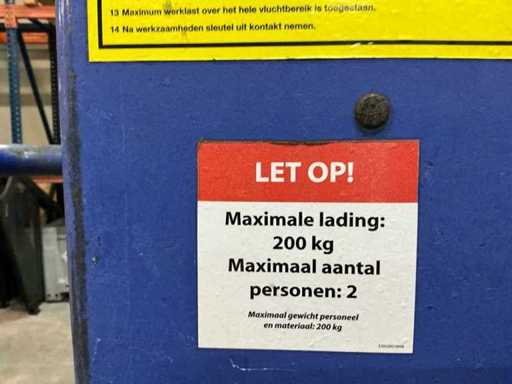 13 Maximum werklast over het hele vluchtbereik is toegestaan.
14 Na werkzaamheden sleutel uit kontakt nemen.
LET OP!
Maximale lading:
200 kg
Maximaal aantal
personen: 2
Maximaal gewicht personeel
en materiaal: 200 kg